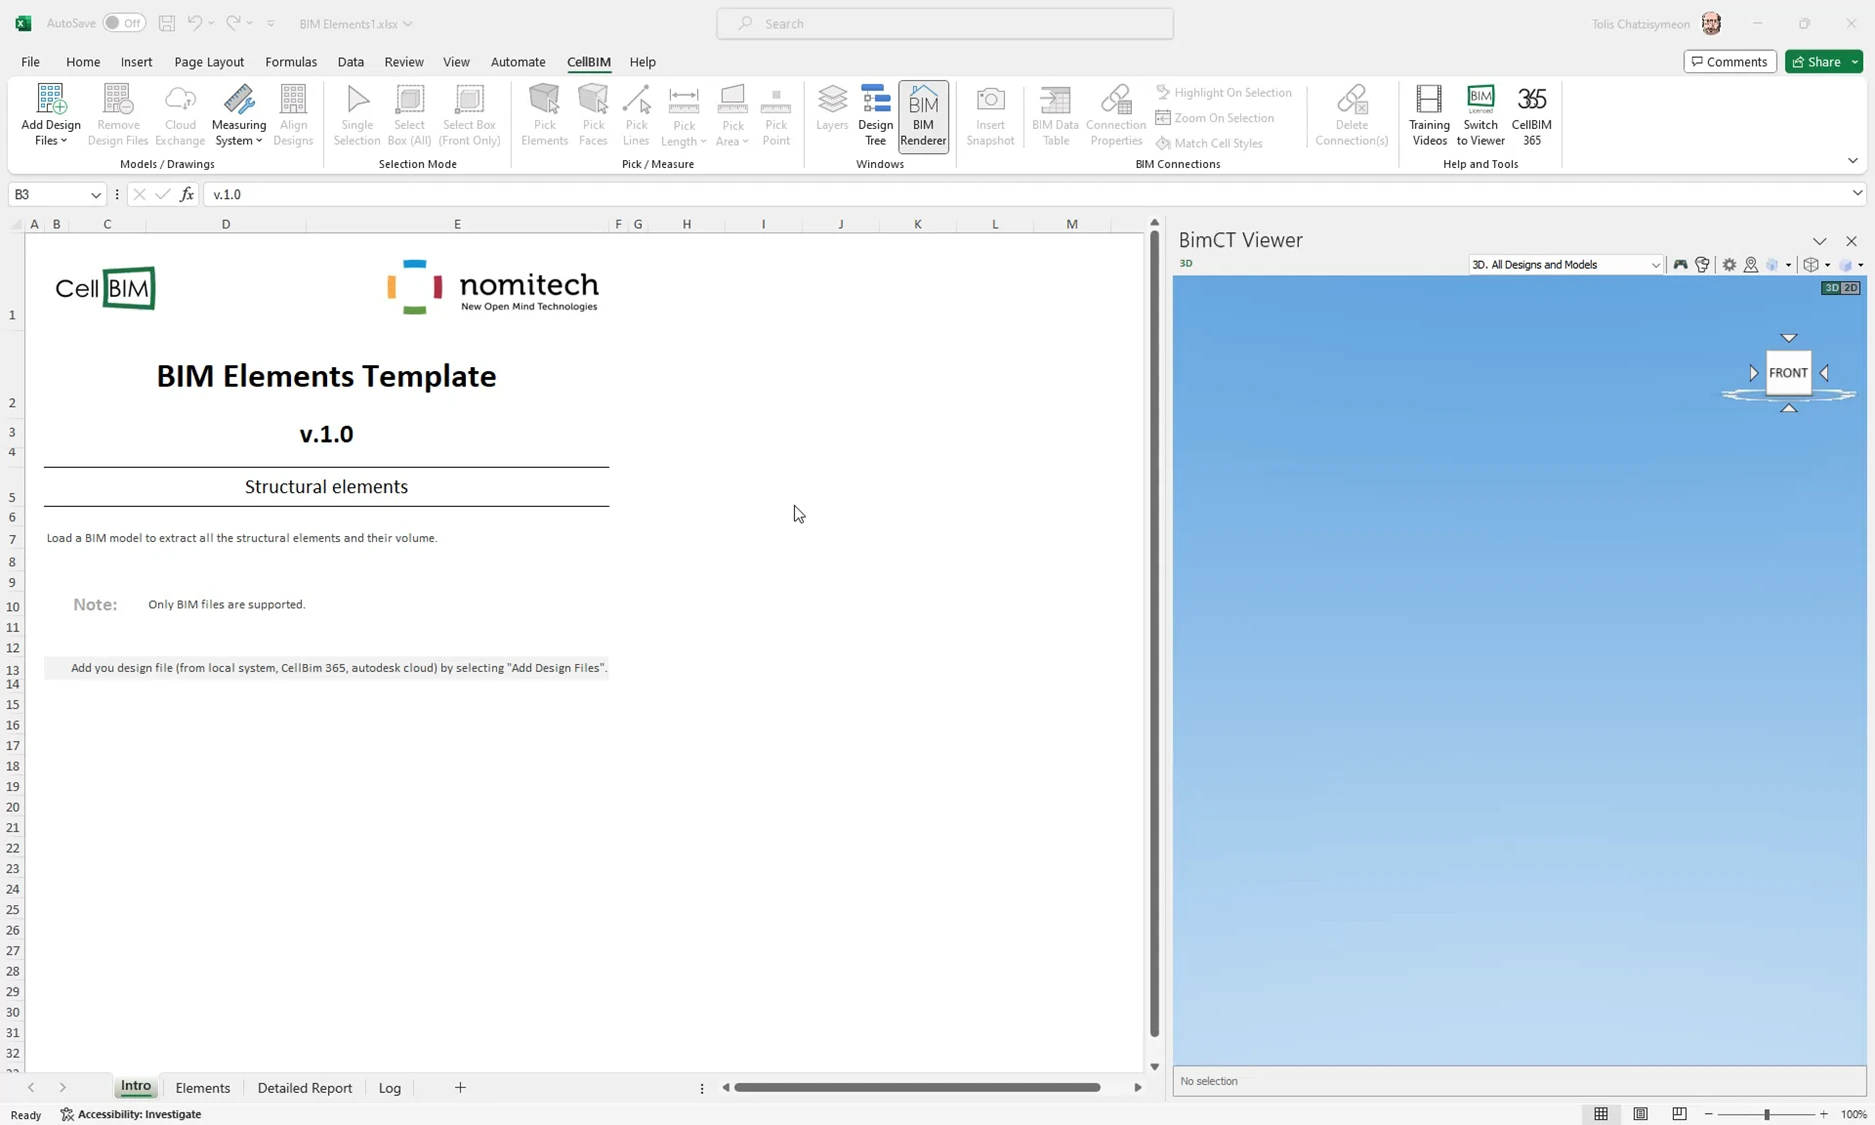 AutoSave Off BIM Elements1.xlsx Search Tolis Chatzisymeon
File Home Insert Page Layout Formulas Data Review View Automate CellBIM Help Comments Share
Add Design Files
Remove Design Files
Cloud Exchange
Measuring System
Align Designs
Models / Drawings
Single Selection
Select Box (All)
Select Box (Front Only)
Selection Mode
Pick Elements
Pick Faces
Pick Lines
Pick Length
Pick Area
Pick Point
Pick / Measure
Layers
Design Tree
BIM
BIM Renderer
Windows
Insert Snapshot
BIM Data Table
Connection Properties
Highlight On Selection
Zoom On Selection
Match Cell Styles
BIM Connections
Delete Connection(s)
Training Videos
BIM
Licensed
Switch to Viewer
365
CellBIM 365
Help and Tools
B3 fx v.1.0
A B C D E F G H I J K L M
1
2
3
4
5
6
7
8
9
10
11
12
13
14
15
16
17
18
19
20
21
22
23
24
25
26
27
28
29
30
31
32
Cell BIM
nomitech
New Open Mind Technologies
BIM Elements Template
v.1.0
Structural elements
Load a BIM model to extract all the structural elements and their volume.
Note: Only BIM files are supported.
Add you design file (from local system, CellBim 365, autodesk cloud) by selecting "Add Design Files".
BimCT Viewer
3D
3D. All Designs and Models
3D 2D
FRONT
No selection
Intro Elements Detailed Report Log
Ready Accessibility: Investigate 100%